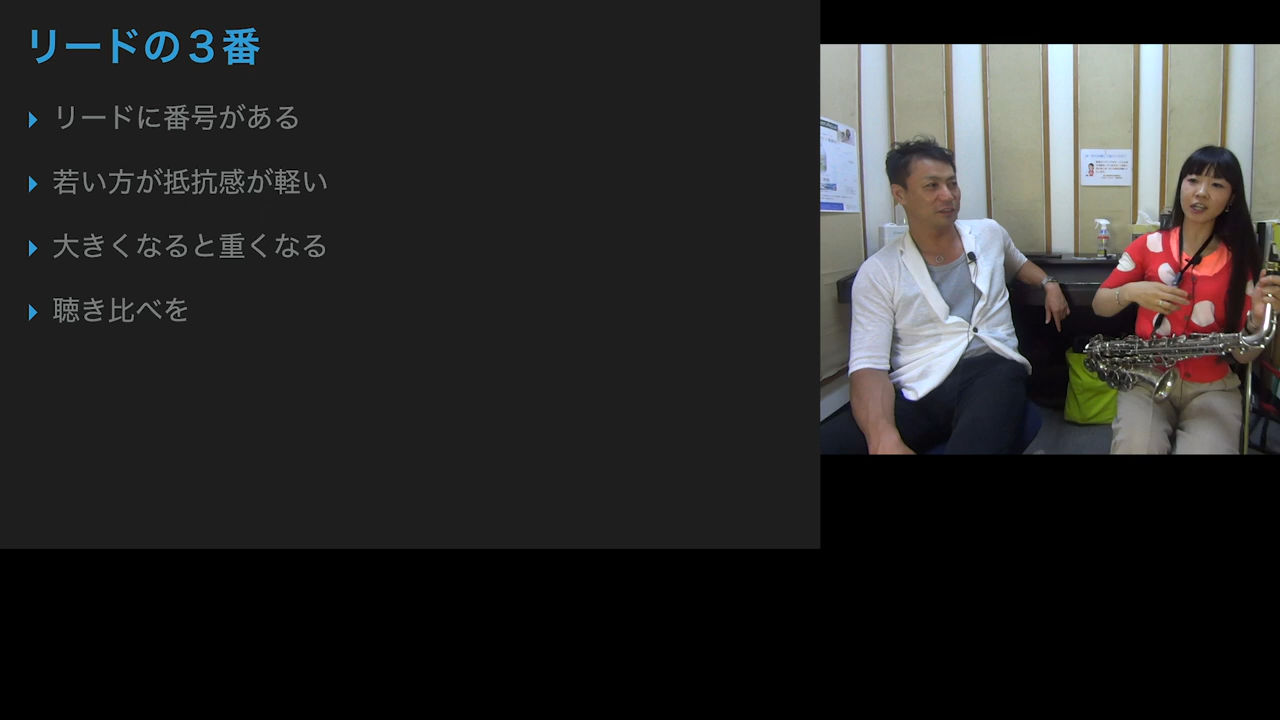 リードの３番
リードに番号がある
若い方が抵抗感が軽い
大きくなると重くなる
聴き比べを